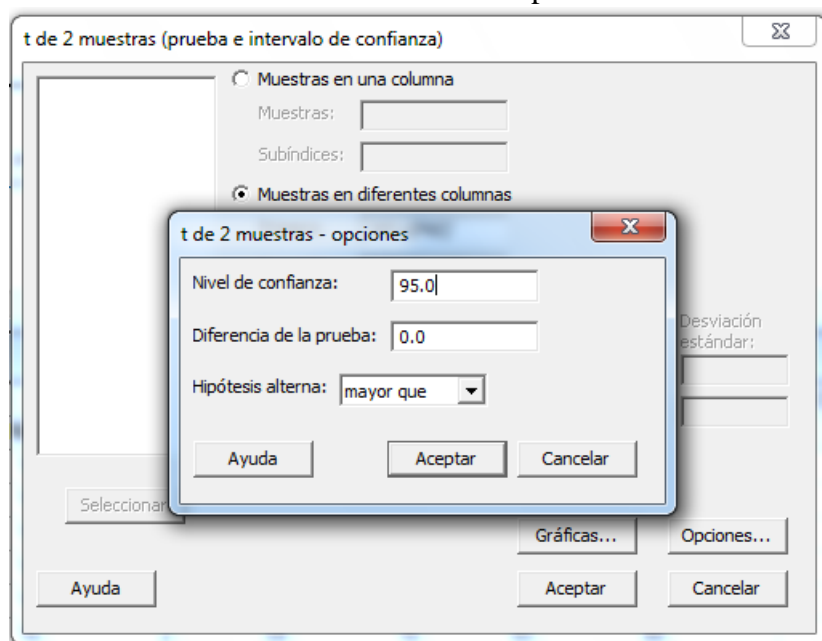 t de 2 muestras (prueba e intervalo de confianza)
Muestras en una columna
Muestras:
Subíndices:
Muestras en diferentes columnas
t de 2 muestras - opciones
Nivel de confianza: 95.0
Diferencia de la prueba: 0.0
Hipótesis alterna: mayor que
Ayuda Aceptar Cancelar
Desviación
estándar:
Seleccionar
Gráficas... Opciones...
Ayuda Aceptar Cancelar